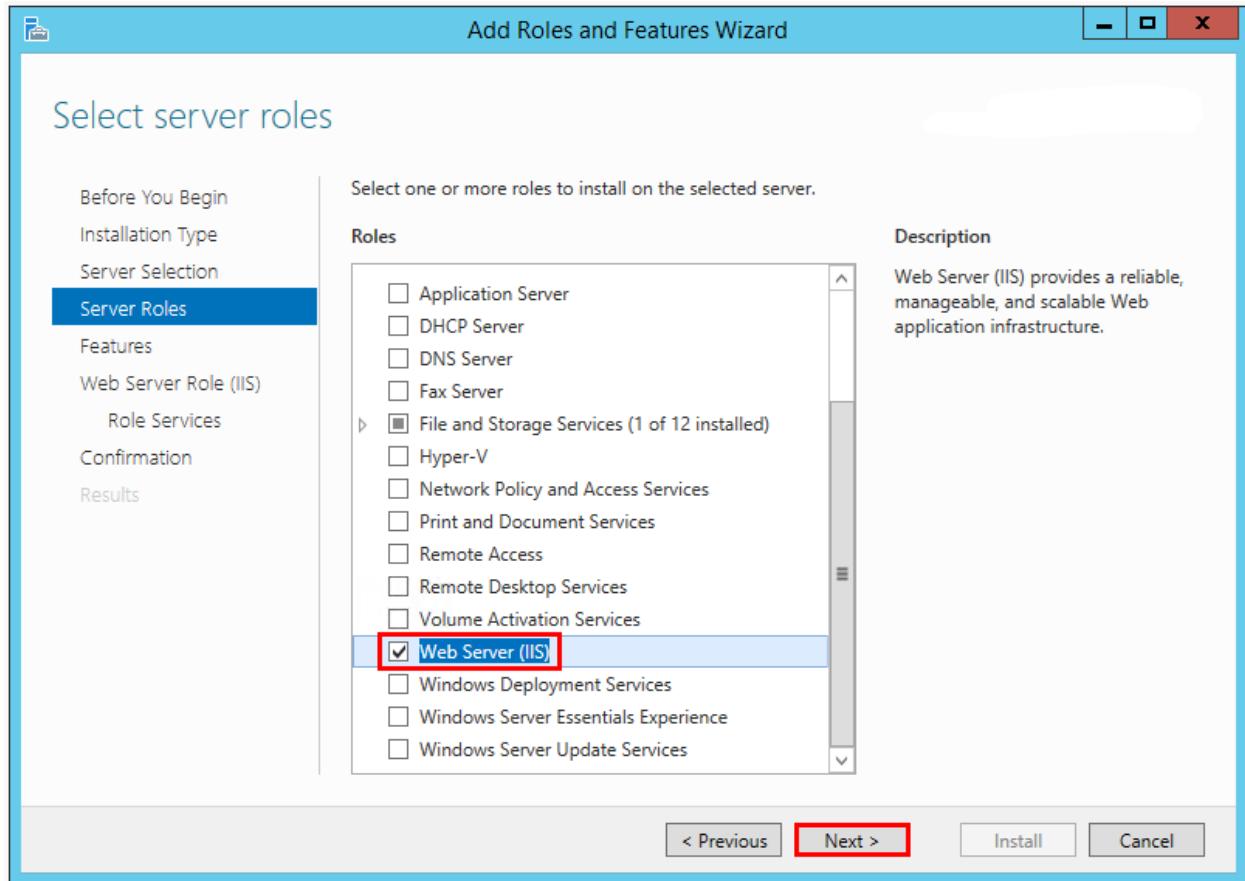 Add Roles and Features Wizard
Select server roles
Before You Begin
Installation Type
Server Selection
Server Roles
Features
Web Server Role (IIS)
Role Services
Confirmation
Results
Select one or more roles to install on the selected server.
Roles
Application Server
DHCP Server
DNS Server
Fax Server
File and Storage Services (1 of 12 installed)
Hyper-V
Network Policy and Access Services
Print and Document Services
Remote Access
Remote Desktop Services
Volume Activation Services
Web Server (IIS)
Windows Deployment Services
Windows Server Essentials Experience
Windows Server Update Services
Description
Web Server (IIS) provides a reliable,
manageable, and scalable Web
application infrastructure.
< Previous
Next >
Install
Cancel